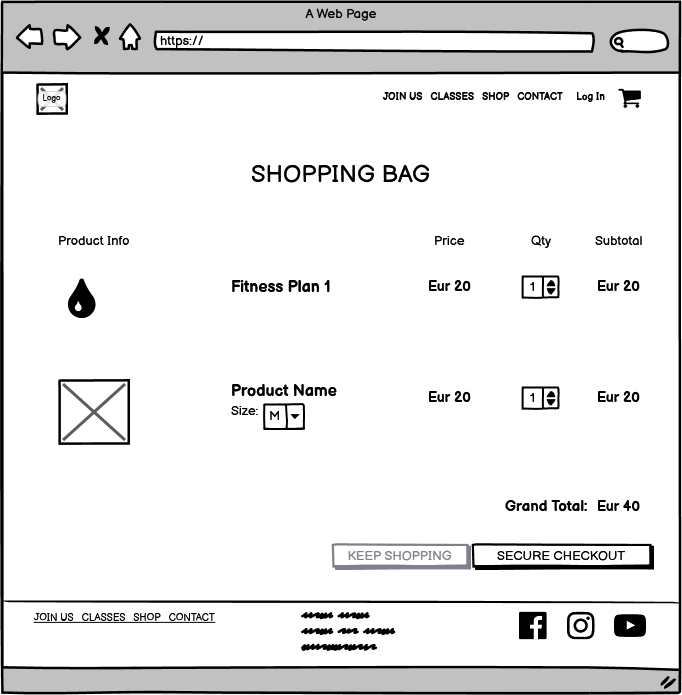 A Web Page
https://
Logo
JOIN US CLASSES SHOP CONTACT Log In
SHOPPING BAG
Product Info Price Qty Subtotal
Fitness Plan 1 Eur 20 1 Eur 20
Product Name Eur 20 1 Eur 20
Size: M
Grand Total: Eur 40
KEEP SHOPPING SECURE CHECKOUT
JOIN US CLASSES SHOP CONTACT